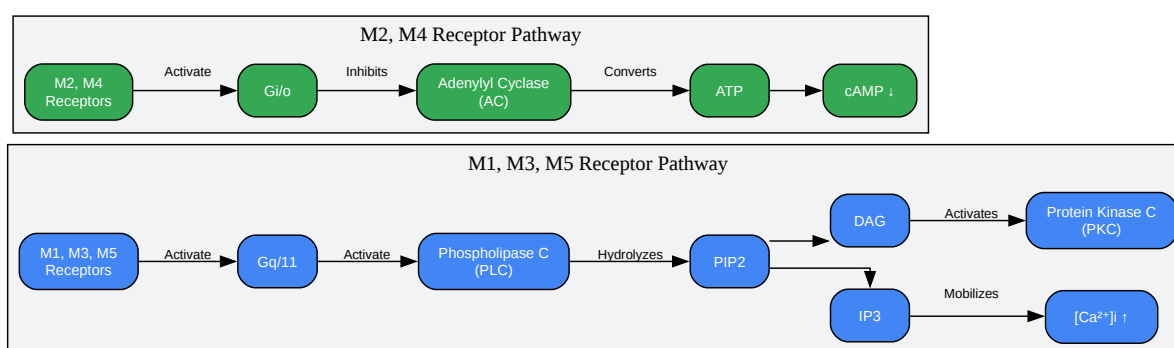 M2, M4 Receptor Pathway
M2, M4
Receptors
Activate
Gi/o
Inhibits
Adenylyl Cyclase
(AC)
Converts
ATP
cAMP ↓
M1, M3, M5 Receptor Pathway
M1, M3, M5
Receptors
Activate
Gq/11
Activate
Phospholipase C
(PLC)
Hydrolyzes
PIP2
DAG
Activates
Protein Kinase C
(PKC)
IP3
Mobilizes
[Ca²⁺]i ↑